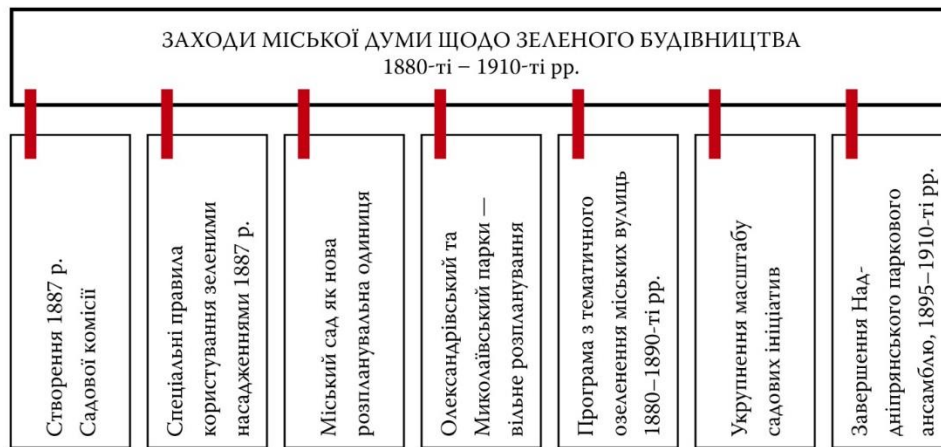 ЗАХОДИ МІСЬКОЇ ДУМИ ЩОДО ЗЕЛЕНОГО БУДІВНИЦТВА
1880-ті – 1910-ті рр.
Створення 1887 р.
Садової комісії
Спеціальні правила
користування зеленими
насадженнями 1887 р.
Міський сад як нова
розпланувальна одиниця
Олександрівський та
Миколаївський парки —
вільне розпланування
Програма з тематичного
озеленення міських вулиць
1880–1890-ті рр.
Укрупнення масштабу
садових ініціатив
Завершення Над-
дніпрянського паркового
ансамблю, 1895–1910-ті рр.